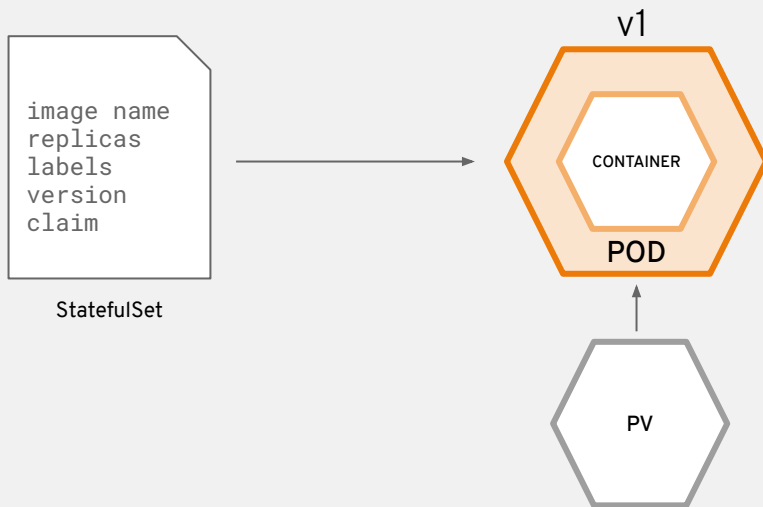 image name
replicas
labels
version
claim
StatefulSet
v1
CONTAINER
POD
PV